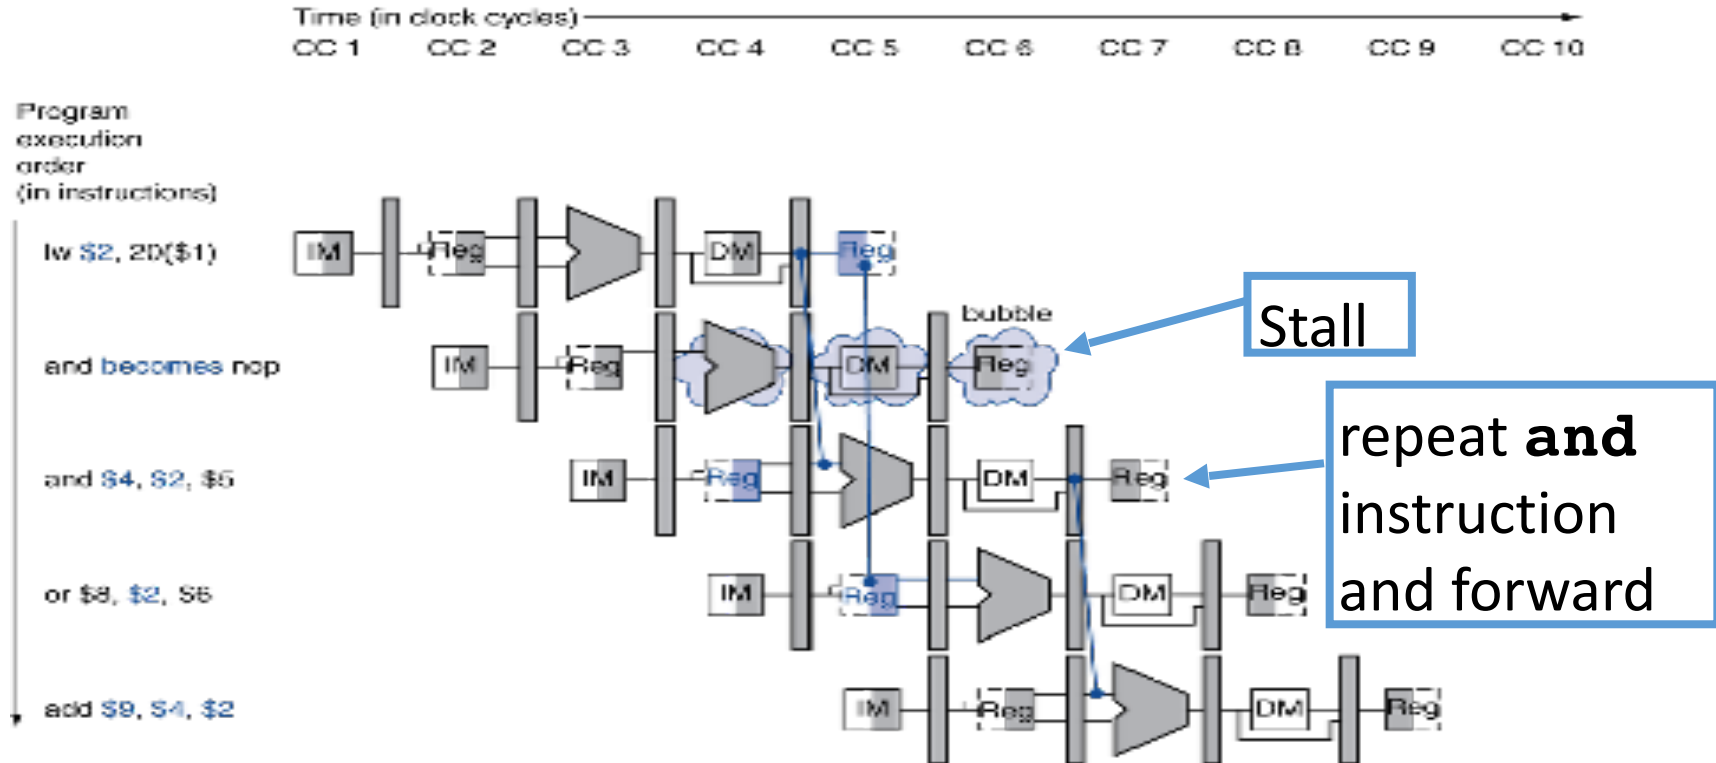 Time (in clock cycles)
CC 1 CC 2 CC 3 CC 4 CC 5 CC 6 CC 7 CC 8 CC 9 CC 10
Program
execution
order
(in instructions)
lw $2, 20($1)
IM Reg DM Reg
bubble
Stall
and becomes nop
IM Reg DM Reg
repeat and
instruction
and forward
and $4, $2, $5
IM Reg DM Reg
or $8, $2, $6
IM Reg DM Reg
add $9, $4, $2
IM Reg DM Reg